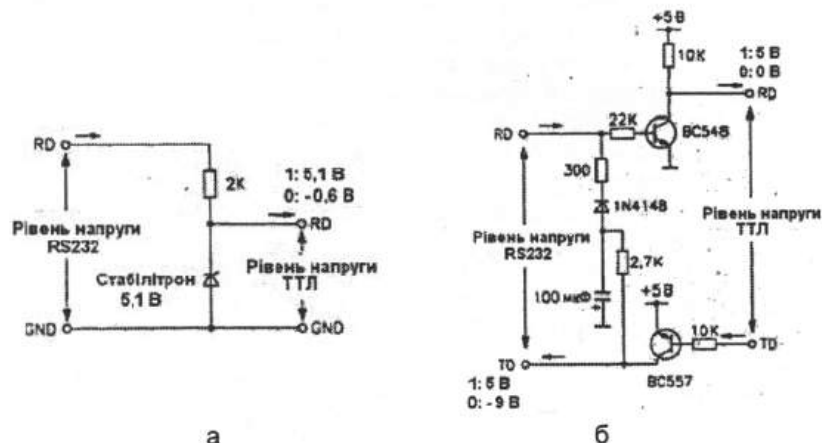 RD
2K
1: 5,1 В
0: -0,6 В
RD
Рівень напруги
RS232
Стабілітрон
5,1 В
Рівень напруги
ТТЛ
GND
GND
а
+5 В
10K
1: 5 В
0: 0 В
RD
RD
22K
BC548
300
1N4148
Рівень напруги
RS232
Рівень напруги
ТТЛ
2,7K
100 мкФ
+5 В
10K
TD
TD
BC557
1: 5 В
0: -9 В
б